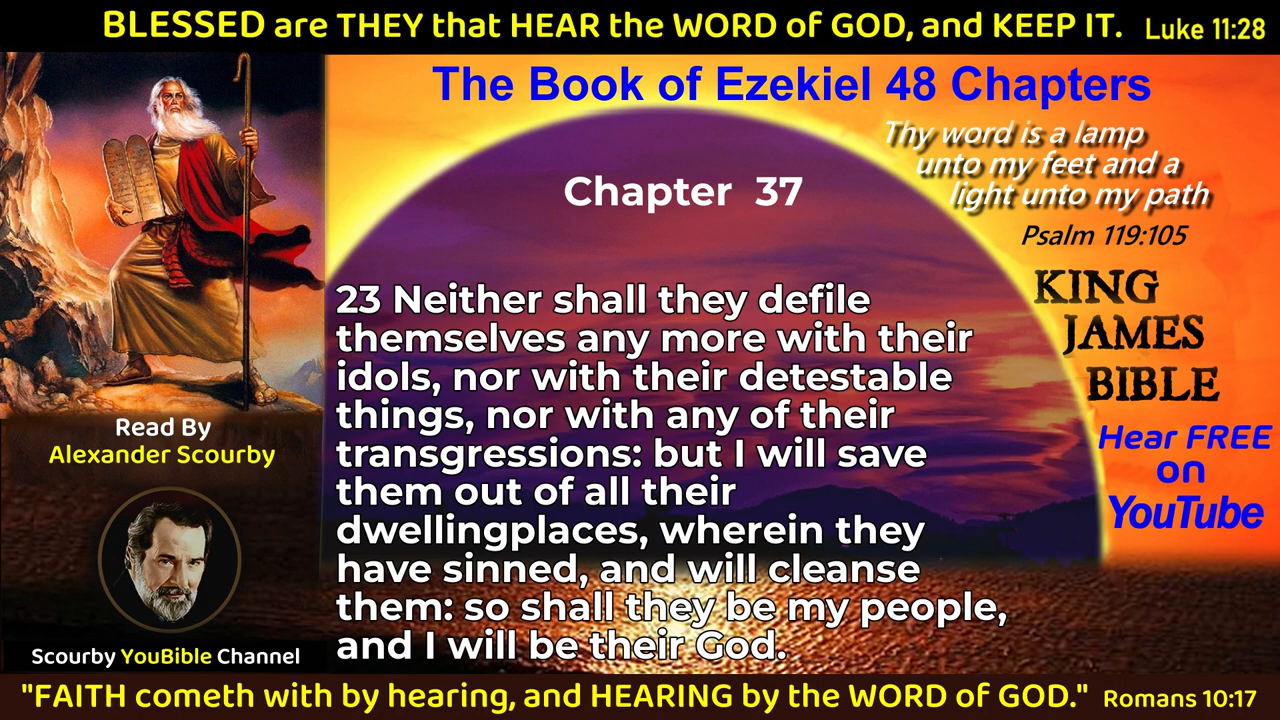 BLESSED are THEY that HEAR the WORD of GOD, and KEEP IT. Luke 11:28
The Book of Ezekiel 48 Chapters
Thy word is a lamp
unto my feet and a
light unto my path
Psalm 119:105
Chapter 37
23 Neither shall they defile
themselves any more with their
idols, nor with their detestable
things, nor with any of their
transgressions: but I will save
them out of all their
dwellingplaces, wherein they
have sinned, and will cleanse
them: so shall they be my people,
and I will be their God.
KING
JAMES
BIBLE
Hear FREE
on
YouTube
Read By
Alexander Scourby
Scourby YouBible Channel
"FAITH cometh with by hearing, and HEARING by the WORD of GOD." Romans 10:17